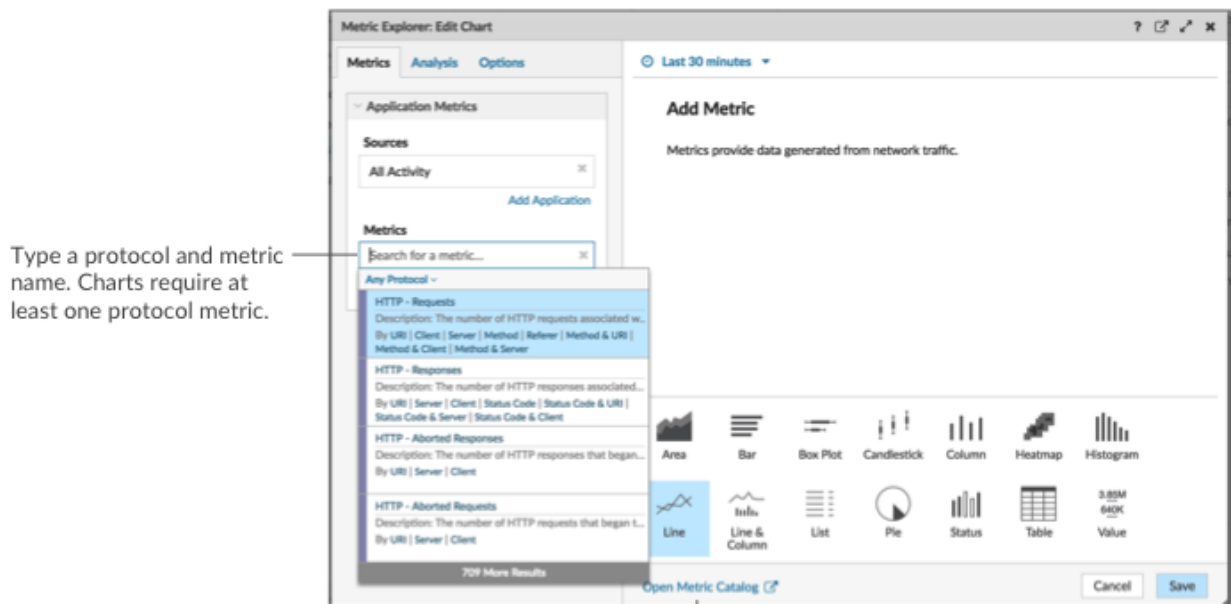 Metric Explorer: Edit Chart
?
Metrics Analysis Options
Last 30 minutes
Application Metrics
Sources
All Activity
Add Application
Metrics
Search for a metric...
Any Protocol
HTTP - Requests
Description: The number of HTTP requests associated w..
By URI | Client | Server | Method | Referer | Method & URI |
Method & Client | Method & Server
HTTP - Responses
Description: The number of HTTP responses associated...
By URI | Server | Client | Status Code | Status Code & URI |
Status Code & Server | Status Code & Client
HTTP - Aborted Responses
Description: The number of HTTP responses that began...
By URI | Server | Client
HTTP - Aborted Requests
Description: The number of HTTP requests that began t...
By URI | Server | Client
709 More Results
Type a protocol and metric
name. Charts require at
least one protocol metric.
Add Metric
Metrics provide data generated from network traffic.
Area Bar Box Plot Candlestick Column Heatmap Histogram
3.85M
640K
Line Line & List Pie Status Table Value
Column
Open Metric Catalog
Cancel Save